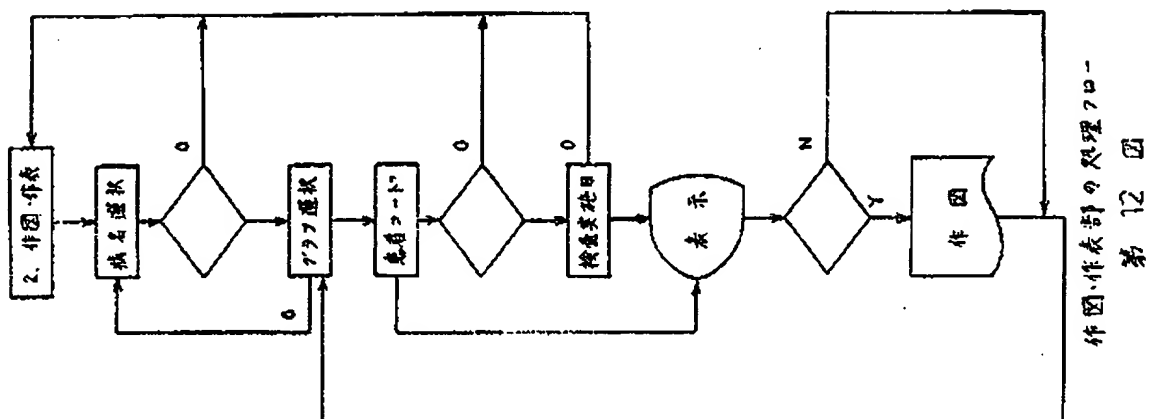 2、作図・作表
病名選択
0
グラフ選択
0
患者コード
0
検査実施日
0
表示
N
Y
作図
作図・作表部の処理フロー
第12図